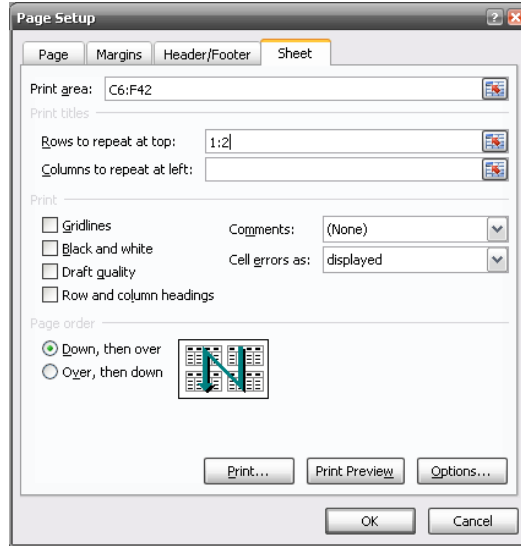 Page Setup
Page Margins Header/Footer Sheet
Print area: C6:F42
Print titles
Rows to repeat at top: 1:2
Columns to repeat at left:
Print
Gridlines Comments: (None)
Black and white Cell errors as: displayed
Draft quality
Row and column headings
Page order
Down, then over
Over, then down
Print... Print Preview Options...
OK Cancel